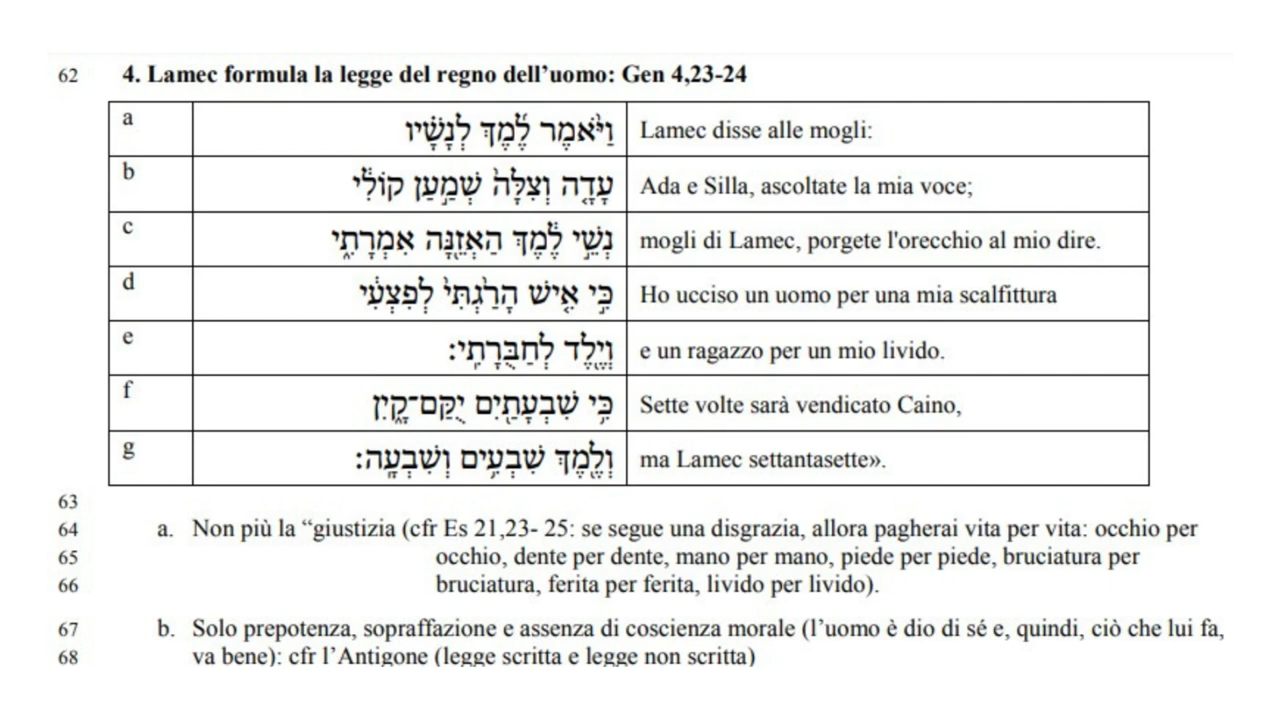 62 4. Lamec formula la legge del regno dell’uomo: Gen 4,23-24
a וַיֹּ֨אמֶר לֶ֜מֶךְ לְנָשָׁ֗יו Lamec disse alle mogli:
b עָדָ֤ה וְצִלָּה֙ שְׁמַ֣עַן קוֹלִ֔י Ada e Silla, ascoltate la mia voce;
c נְשֵׁ֣י לֶ֔מֶךְ הַאְזֵ֖נָּה אִמְרָתִ֑י mogli di Lamec, porgete l'orecchio al mio dire.
d כִּ֣י אִ֤ישׁ הָרַ֙גְתִּי֙ לְפִצְעִ֔י Ho ucciso un uomo per una mia scalfittura
e וְיֶ֖לֶד לְחַבֻּרָתִֽי׃ e un ragazzo per un mio livido.
f כִּ֥י שִׁבְעָתַ֖יִם יֻקַּם־קָ֑יִן Sette volte sarà vendicato Caino,
g וְלֶ֖מֶךְ שִׁבְעִ֥ים וְשִׁבְעָֽה׃ ma Lamec settantasette».
63
64 a. Non più la “giustizia (cfr Es 21,23- 25: se segue una disgrazia, allora pagherai vita per vita: occhio per
65 occhio, dente per dente, mano per mano, piede per piede, bruciatura per
66 bruciatura, ferita per ferita, livido per livido).
67 b. Solo prepotenza, sopraffazione e assenza di coscienza morale (l’uomo è dio di sé e, quindi, ciò che lui fa,
68 va bene): cfr l’Antigone (legge scritta e legge non scritta)